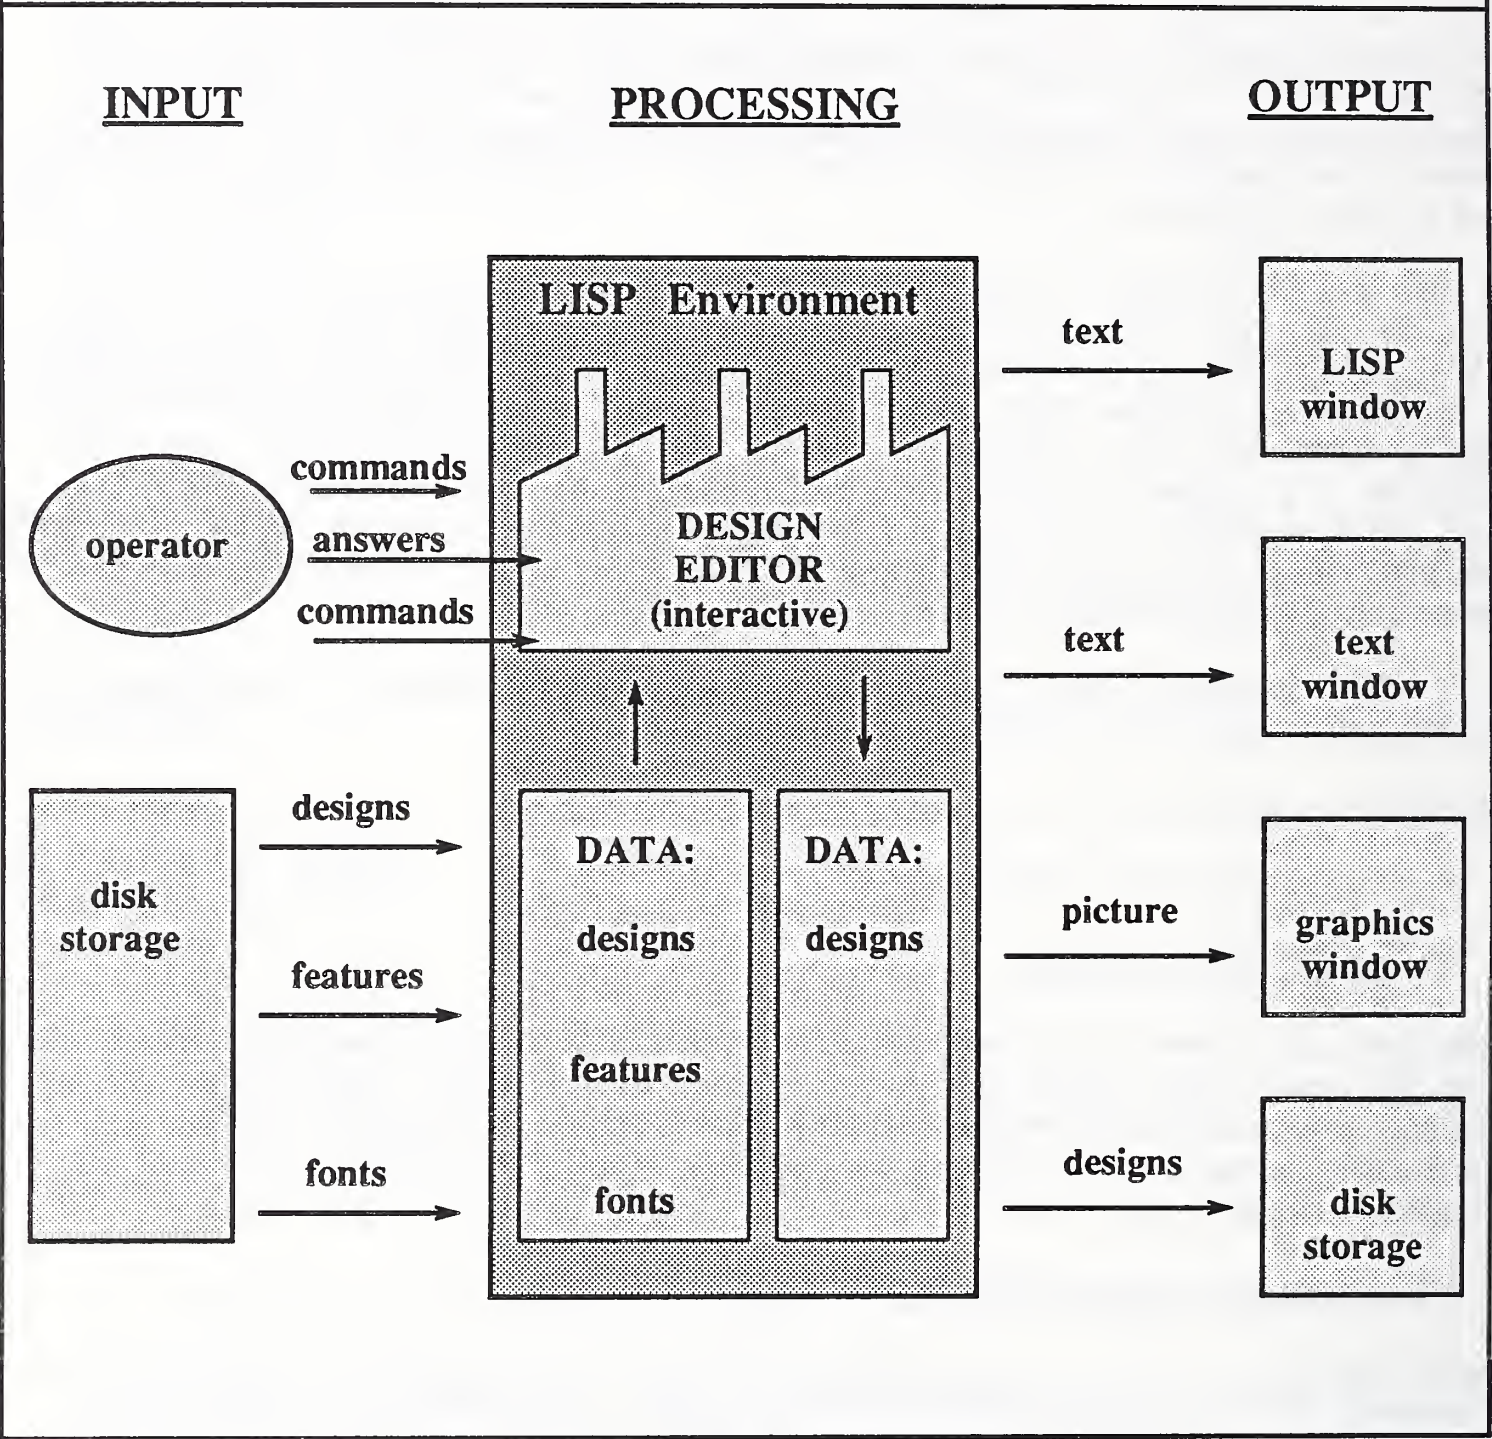 INPUT
PROCESSING
OUTPUT
LISP Environment
text
LISP
window
commands
operator
answers
commands
DESIGN
EDITOR
(interactive)
text
text
window
designs
disk
storage
features
fonts
DATA:
designs
features
fonts
DATA:
designs
picture
graphics
window
designs
disk
storage